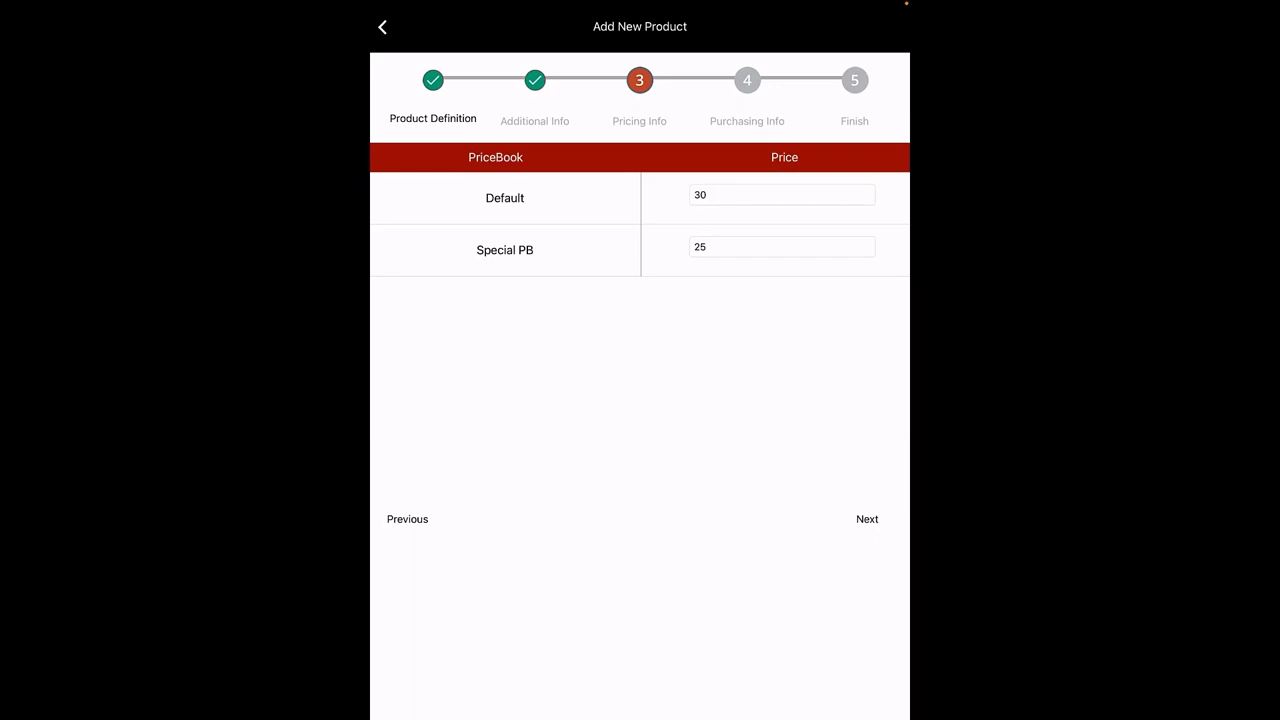 Add New Product
3
4
5
Product Definition
Additional Info
Pricing Info
Purchasing Info
Finish
PriceBook
Price
Default
30
Special PB
25
Previous
Next